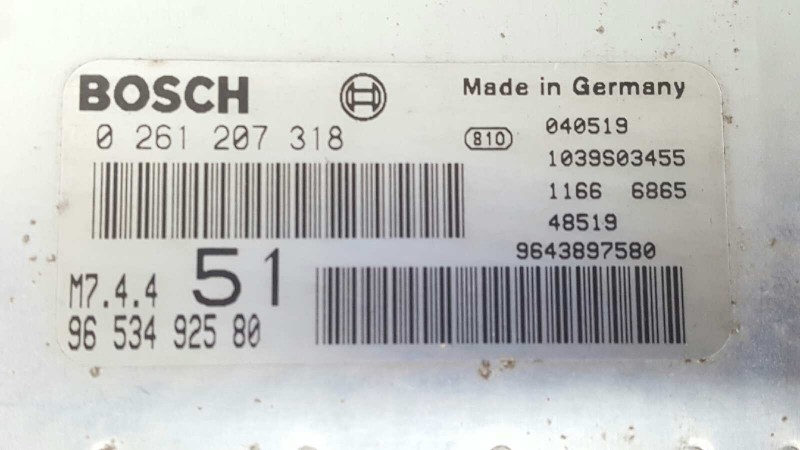 BOSCH
Made in Germany
0 261 207 318
810
040519
1039S03455
1166 6865
48519
9643897580
M7.4.4
51
96 534 925 80